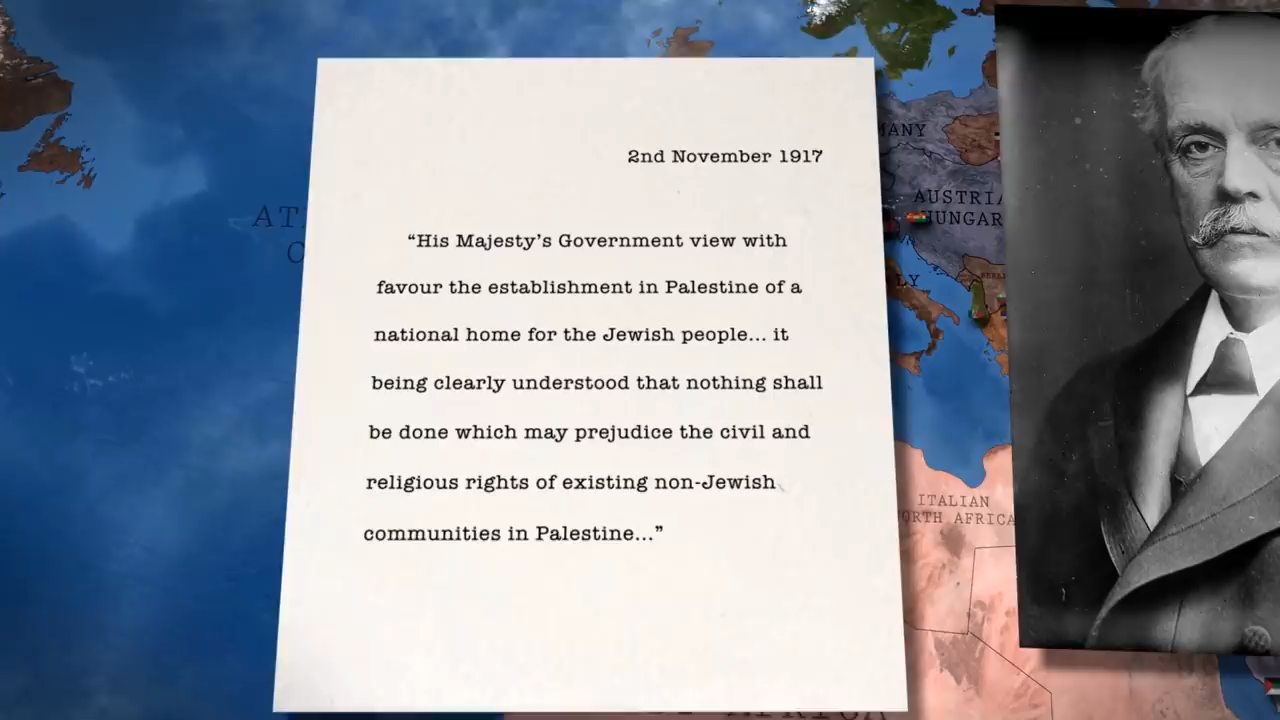 2nd November 1917
“His Majesty’s Government view with
favour the establishment in Palestine of a
national home for the Jewish people... it
being clearly understood that nothing shall
be done which may prejudice the civil and
religious rights of existing non-Jewish
communities in Palestine...”
AUSTRIA
HUNGAR
ITALIAN
NORTH AFRICA